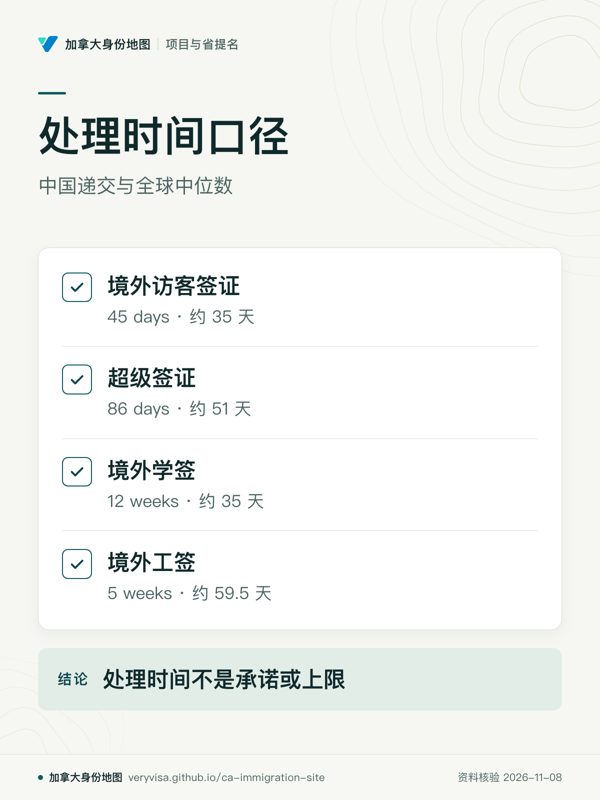 加拿大身份地图 | 项目与省提名
处理时间口径
中国递交与全球中位数
境外访客签证
45 days · 约 35 天
超级签证
86 days · 约 51 天
境外学签
12 weeks · 约 35 天
境外工签
5 weeks · 约 59.5 天
结论 处理时间不是承诺或上限
加拿大身份地图 veryvisa.github.io/ca-immigration-site 资料核验 2026-11-08